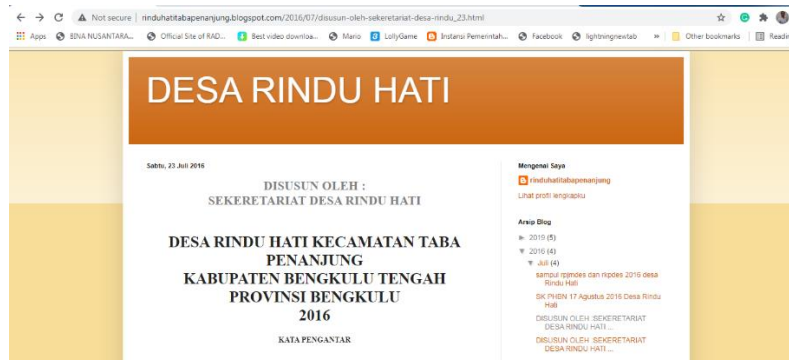 Not secure | rinduhatitabapenanjung.blogspot.com/2016/07/disusun-oleh-sekeretariat-desa-rindu_23.html
Apps BINA NUSANTARA... Official Site of RAD... Best video downloa... Mario LollyGame Instansi Pemerintah... Facebook lightningnewtab » Other bookmarks Readin
DESA RINDU HATI
Sabtu, 23 Juli 2016
DISUSUN OLEH :
SEKERETARIAT DESA RINDU HATI
DESA RINDU HATI KECAMATAN TABA
PENANJUNG
KABUPATEN BENGKULU TENGAH
PROVINSI BENGKULU
2016
KATA PENGANTAR
Mengenai Saya
rinduhatitabapenanjung
Lihat profil lengkapku
Arsip Blog
► 2019 (5)
▼ 2016 (4)
▼ Juli (4)
sampul rpjmdes dan rkpdes 2016 desa
Rindu Hati
SK PHBN 17 Agustus 2016 Desa Rindu
Hati
DISUSUN OLEH :SEKERETARIAT
DESA RINDU HATI ...
DISUSUN OLEH :SEKERETARIAT
DESA RINDU HATI ...